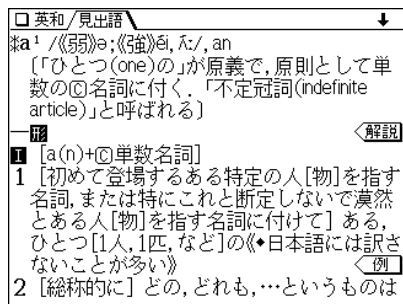 英和/見出語
※a¹ /《弱》ə;《強》éi, ʌ́:/, an
〔「ひとつ(one)の」が原義で, 原則として単
数のⒸ名詞に付く. 「不定冠詞(indefinite
article)」と呼ばれる〕
—形 解説
I [a(n)+Ⓒ単数名詞]
1 [初めて登場するある特定の人[物]を指す
名詞, または特にこれと断定しないで漠然
とある人[物]を指す名詞に付けて] ある,
ひとつ[1人, 1匹, など]の《◆日本語には訳さ
ないことが多い》 例
2 [総称的に] どの, どれも, …というものは